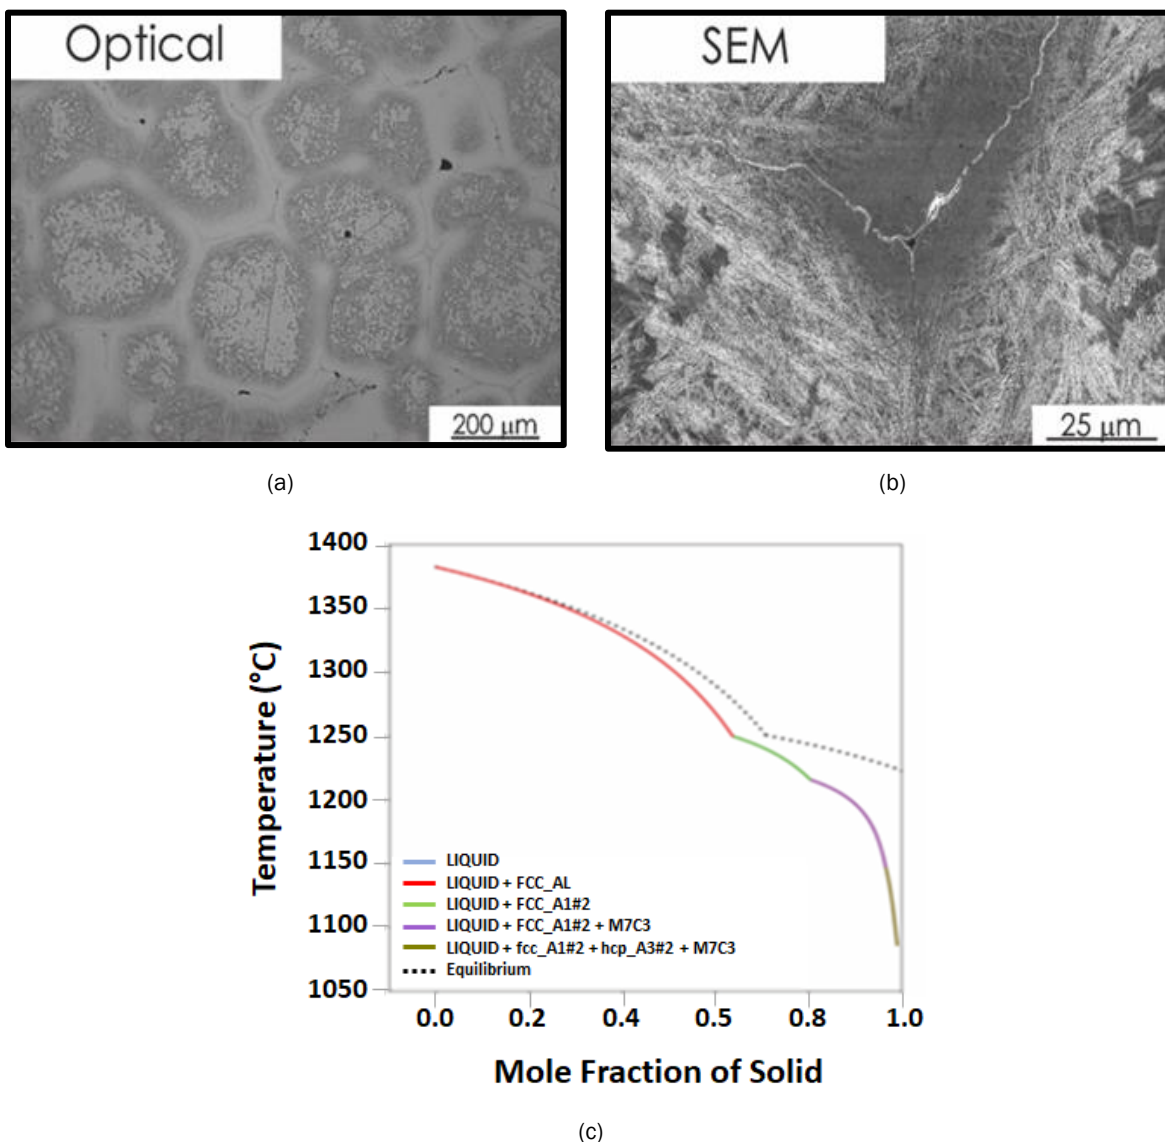 Optical
200 μm
SEM
25 μm
(a)
(b)
1400
1350
1300
1250
1200
1150
1100
1050
Temperature (°C)
LIQUID
LIQUID + FCC_AL
LIQUID + FCC_A1#2
LIQUID + FCC_A1#2 + M7C3
LIQUID + fcc_A1#2 + hcp_A3#2 + M7C3
Equilibrium
0.0 0.2 0.4 0.5 0.8 1.0
Mole Fraction of Solid
(c)